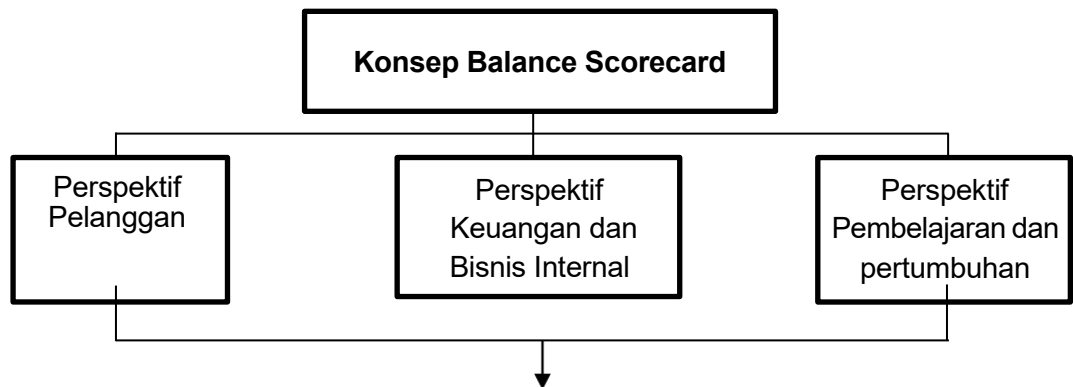 Konsep Balance Scorecard
Perspektif
Pelanggan
Perspektif
Keuangan dan
Bisnis Internal
Perspektif
Pembelajaran dan
pertumbuhan